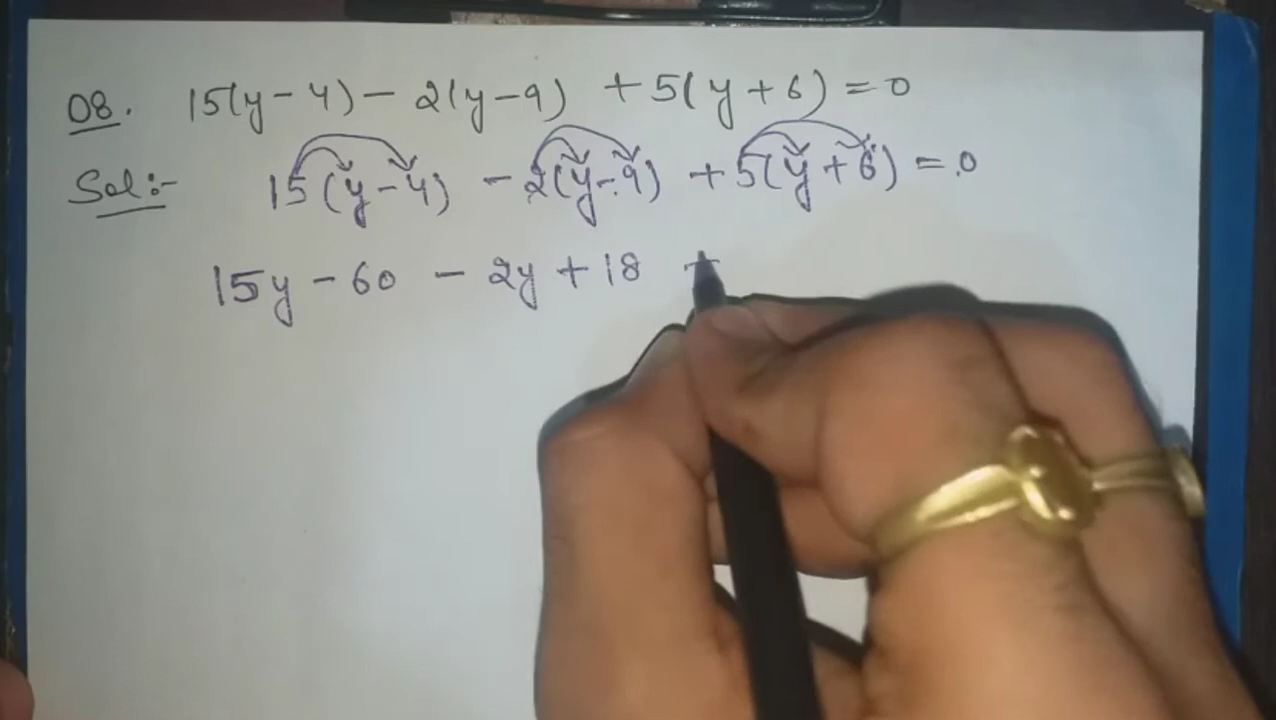 08. 15(y-4) - 2(y-9) + 5(y+6) = 0
Sol:- 15(y-4) - 2(y-9) + 5(y+6) = 0
15y - 60 - 2y + 18 +